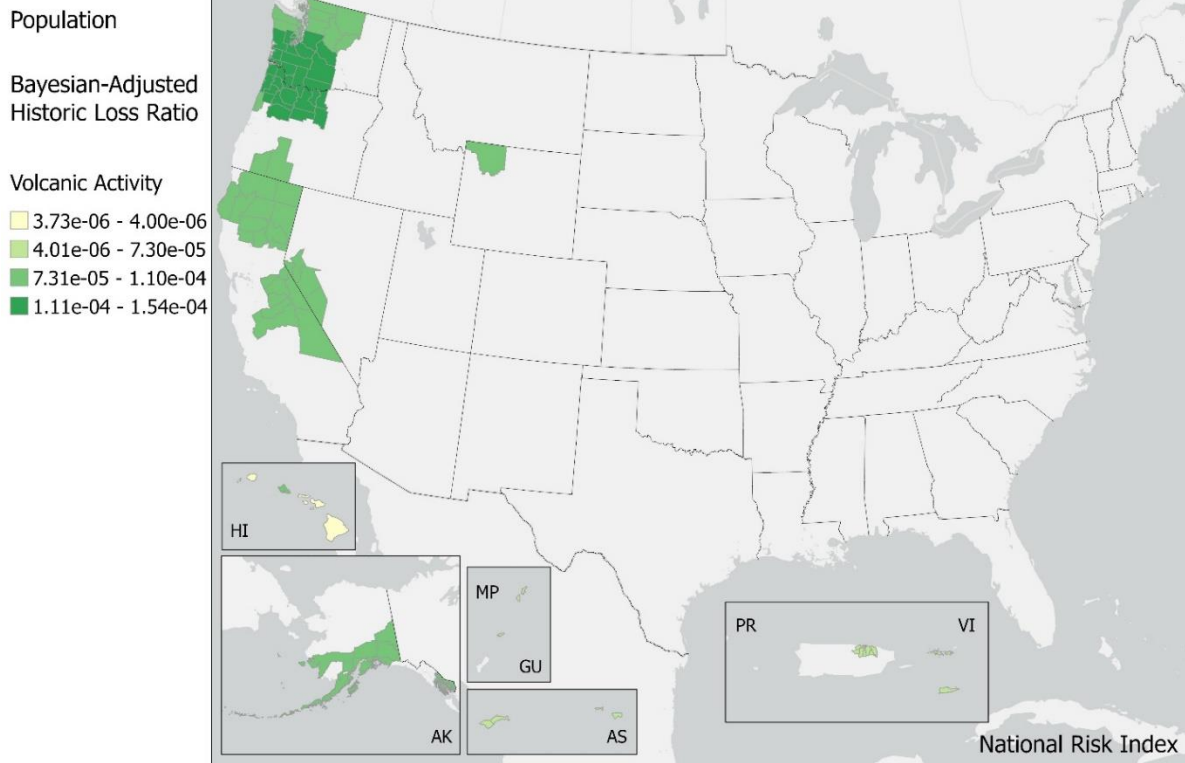 Population
Bayesian-Adjusted
Historic Loss Ratio
Volcanic Activity
3.73e-06 - 4.00e-06
4.01e-06 - 7.30e-05
7.31e-05 - 1.10e-04
1.11e-04 - 1.54e-04
HI
AK
MP
GU
AS
PR
VI
National Risk Index